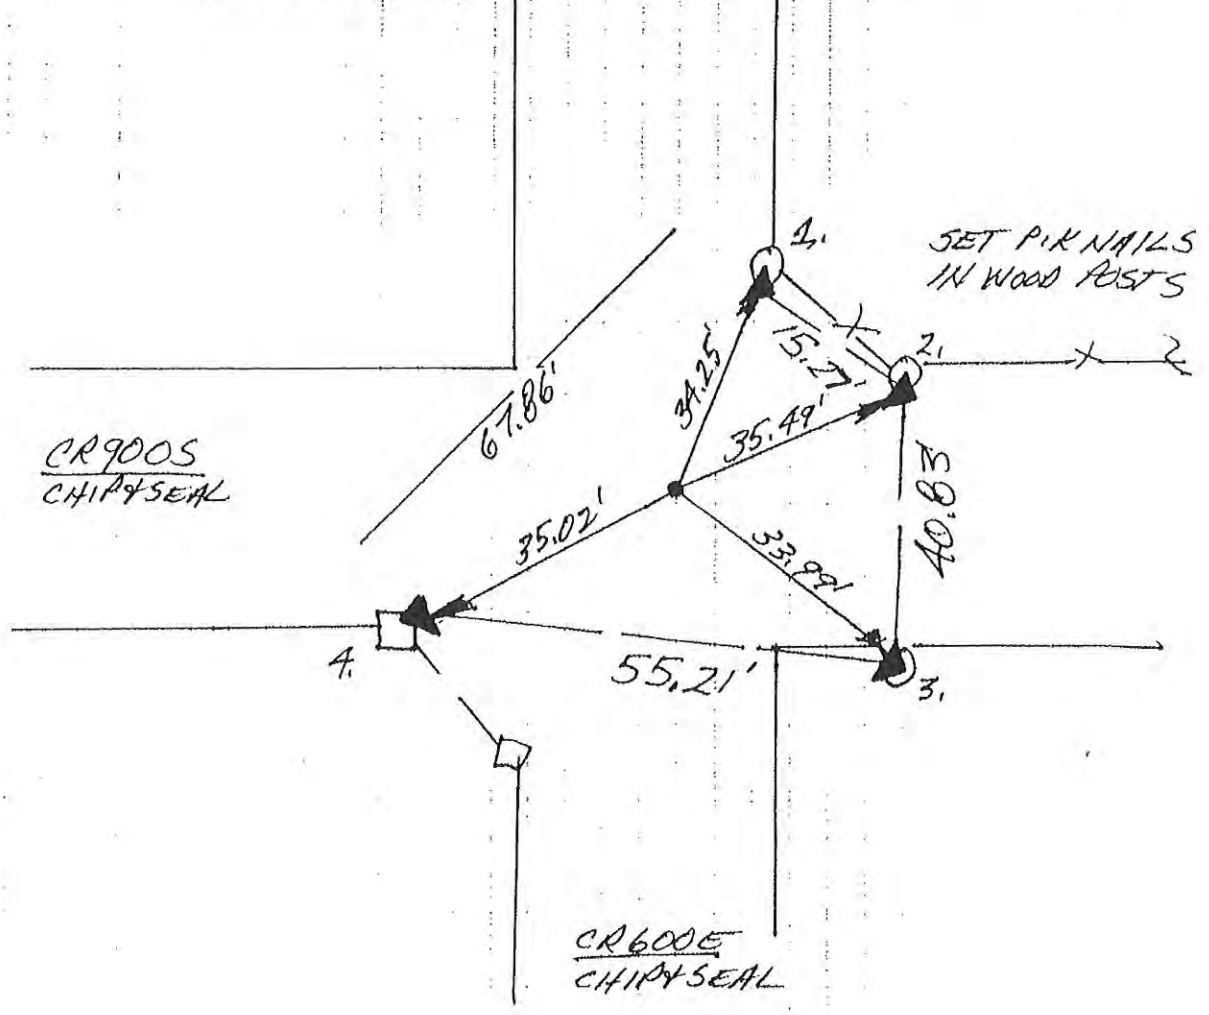 1.
SET P.K NAILS
IN WOOD POSTS
34.25'
15.27'
2.
67.86'
35.49'
CR900S
CHIP & SEAL
40.83'
35.02'
33.99'
4.
55.21'
3.
CR600E
CHIP & SEAL